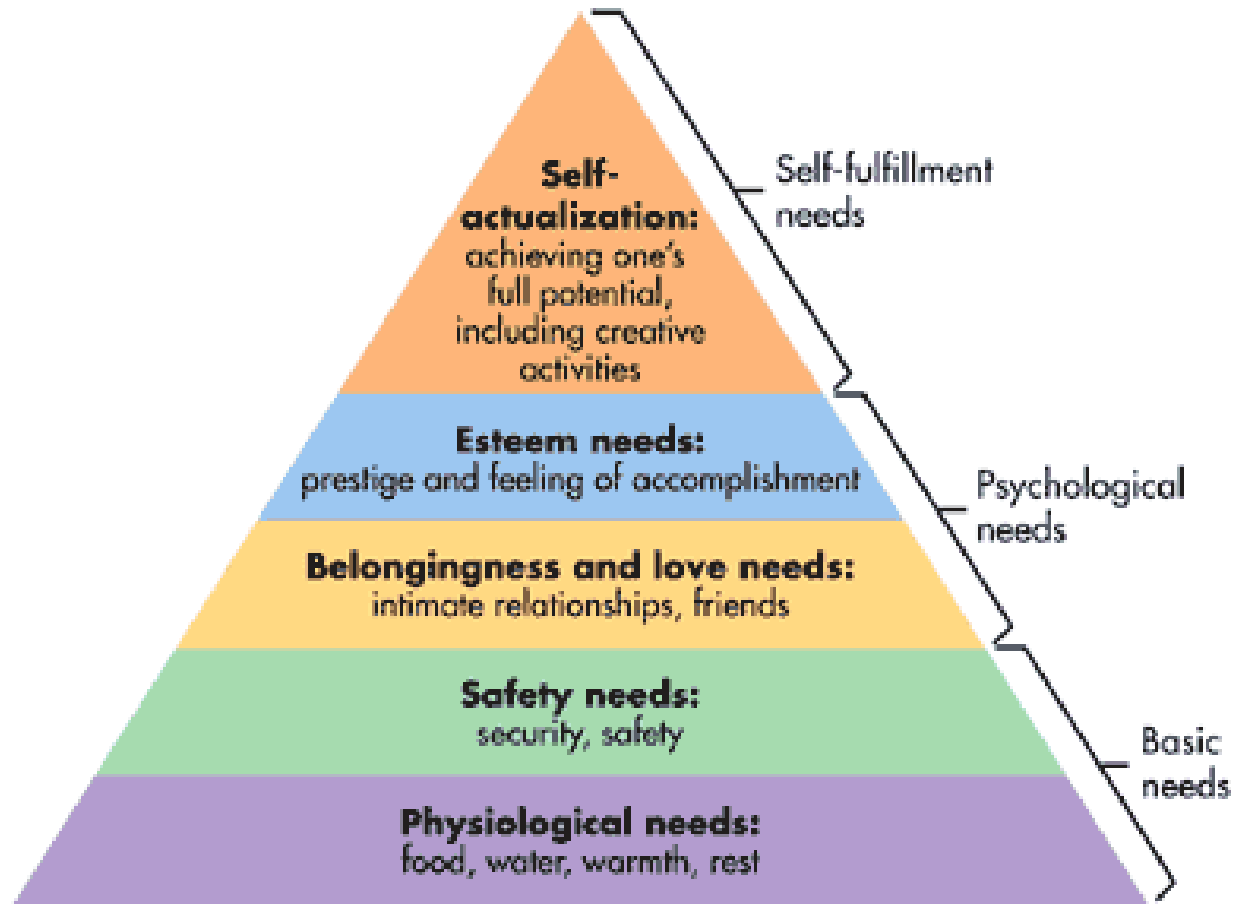 Self-
actualization:
achieving one's
full potential,
including creative
activities
Self-fulfillment
needs
Esteem needs:
prestige and feeling of accomplishment
Belongingness and love needs:
intimate relationships, friends
Psychological
needs
Safety needs:
security, safety
Physiological needs:
food, water, warmth, rest
Basic
needs